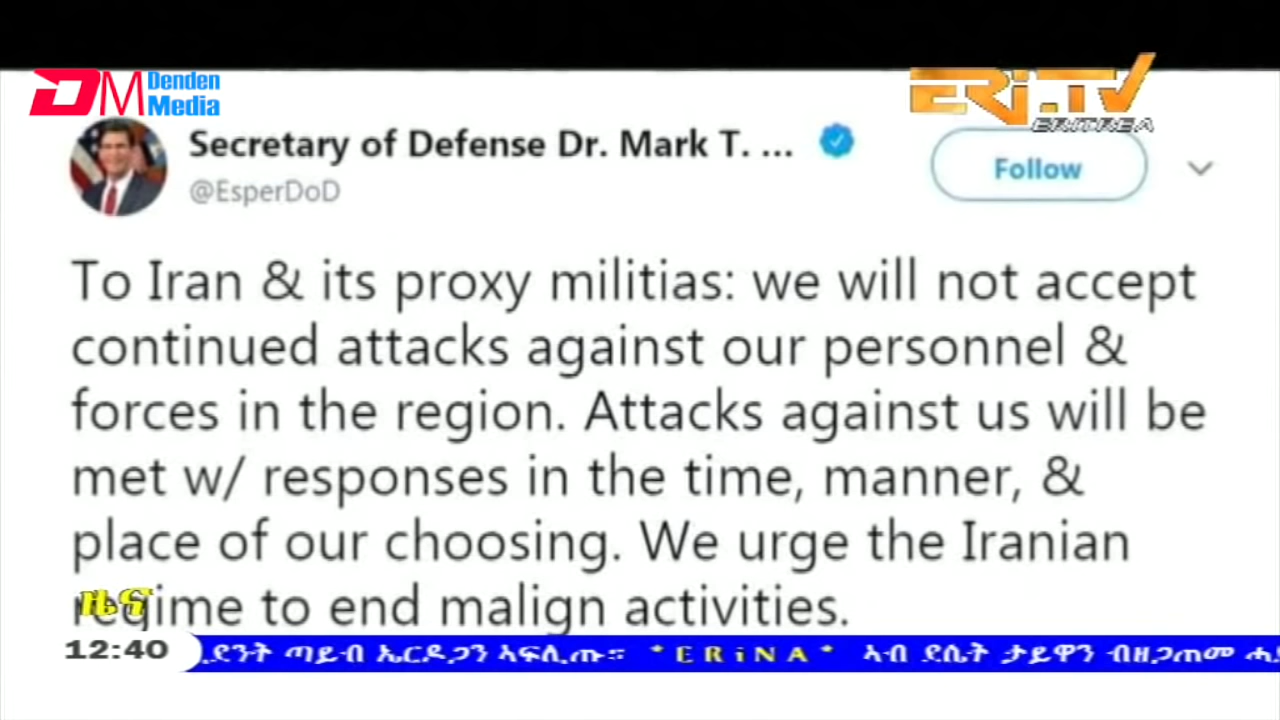 DM Denden Media
ERi.TV
ERITREA
Secretary of Defense Dr. Mark T. ...
@EsperDoD
Follow
To Iran & its proxy militias: we will not accept
continued attacks against our personnel &
forces in the region. Attacks against us will be
met w/ responses in the time, manner, &
place of our choosing. We urge the Iranian
regime to end malign activities.
ዜና
12:40 ደንት ጣይብ ኤርዶጋን ኣፍሊጡ። *ERiNA* ኣብ ደሴት ታይዋን ብዘጋጠመ